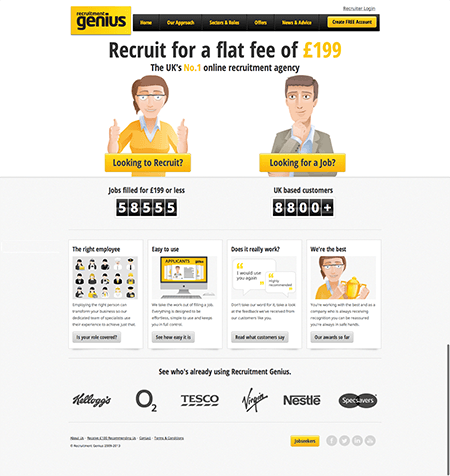 Recruiter Login
recruitment
genius
Home Our Approach Sectors & Roles Offers News & Advice Create FREE Account
Recruit for a flat fee of £199
The UK's No.1 online recruitment agency
Looking to Recruit? Looking for a Job?
Jobs filled for £199 or less UK based customers
58555 8800+
The right employee
Employing the right person can
transform your business so our
dedicated team of specialists use
their experience to achieve just that.
Is your role covered?
Easy to use
APPLICANTS
We take the work out of filling a job.
Everything is designed to be
effortless, simple to use and keeps
you in full control.
See how easy it is
Does it really work?
I would use
you again
Highly
recommended
Don't take our word for it, take a
look at the feedback we've received
from our customers like you.
Read what customers say
We're the best
You're working with the best and as a
company who is always receiving
recognition you can be reassured
you're always in safe hands.
Our awards so far
See who's already using Recruitment Genius.
Kellogg's O2 TESCO Virgin Nestlé Specsavers
About Us - Receive £100 Recommending Us - Contact - Terms & Conditions
© Recruitment Genius 2009-2013
Jobseekers